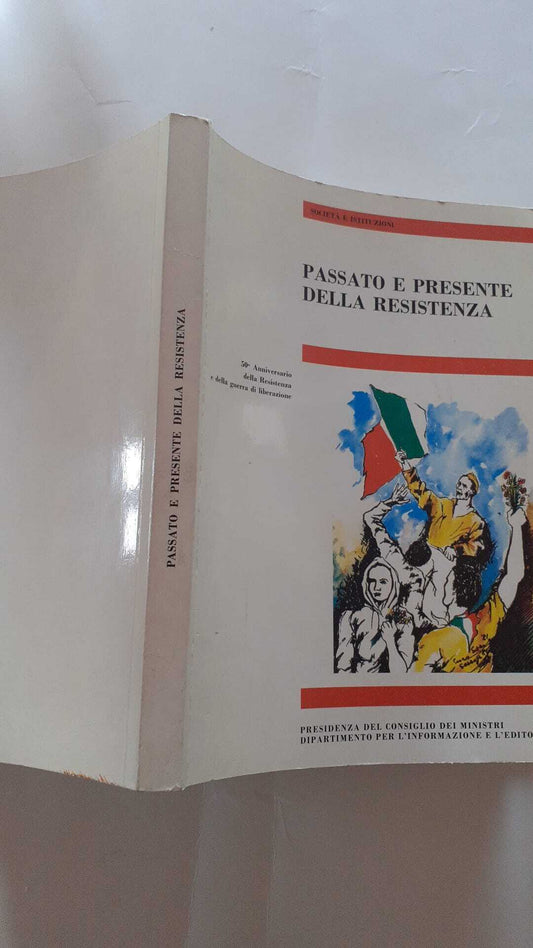 SOCIETÀ E ISTITUZIONI
PASSATO E PRESENTE
DELLA RESISTENZA
50º Anniversario
della Resistenza
e della guerra di liberazione
PASSATO E PRESENTE DELLA RESISTENZA
PRESIDENZA DEL CONSIGLIO DEI MINISTRI
DIPARTIMENTO PER L'INFORMAZIONE E L'EDITO